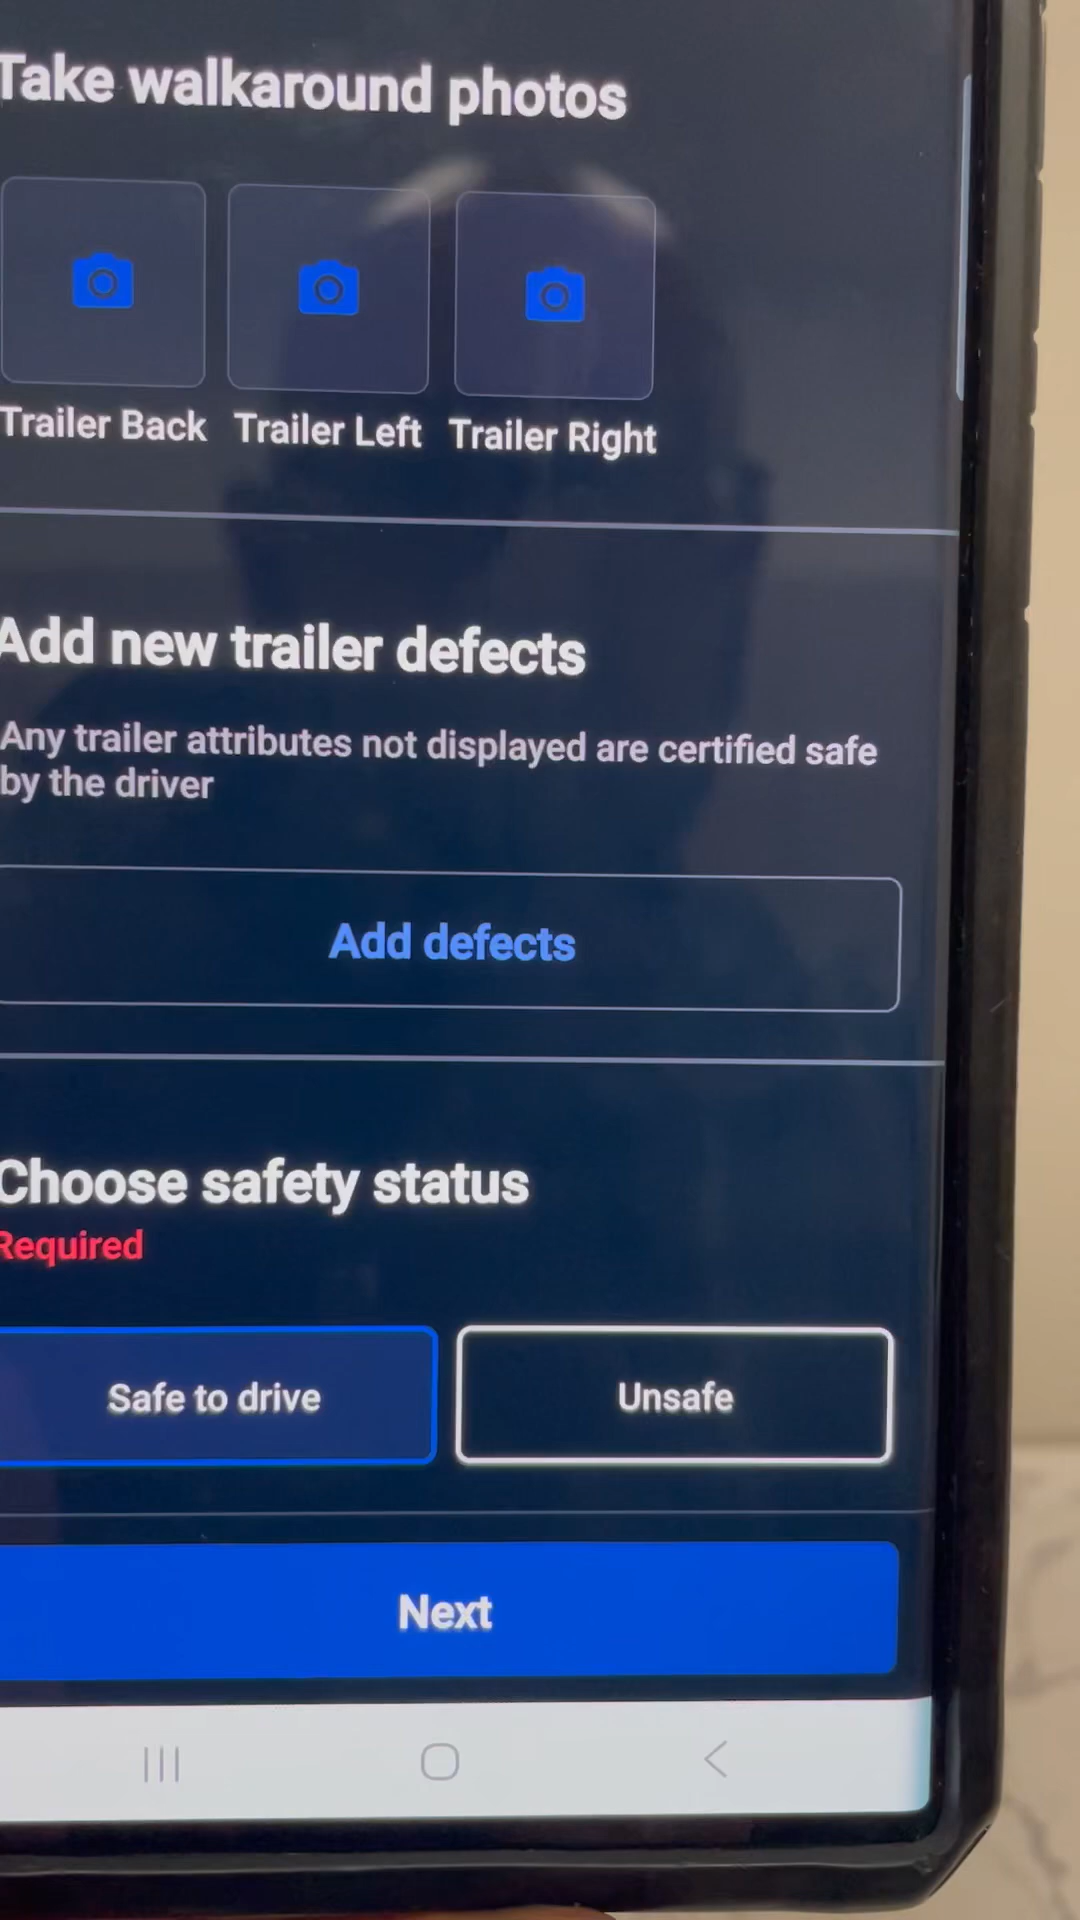 Take walkaround photos
Trailer Back Trailer Left Trailer Right
Add new trailer defects
Any trailer attributes not displayed are certified safe
by the driver
Add defects
Choose safety status
Required
Safe to drive Unsafe
Next